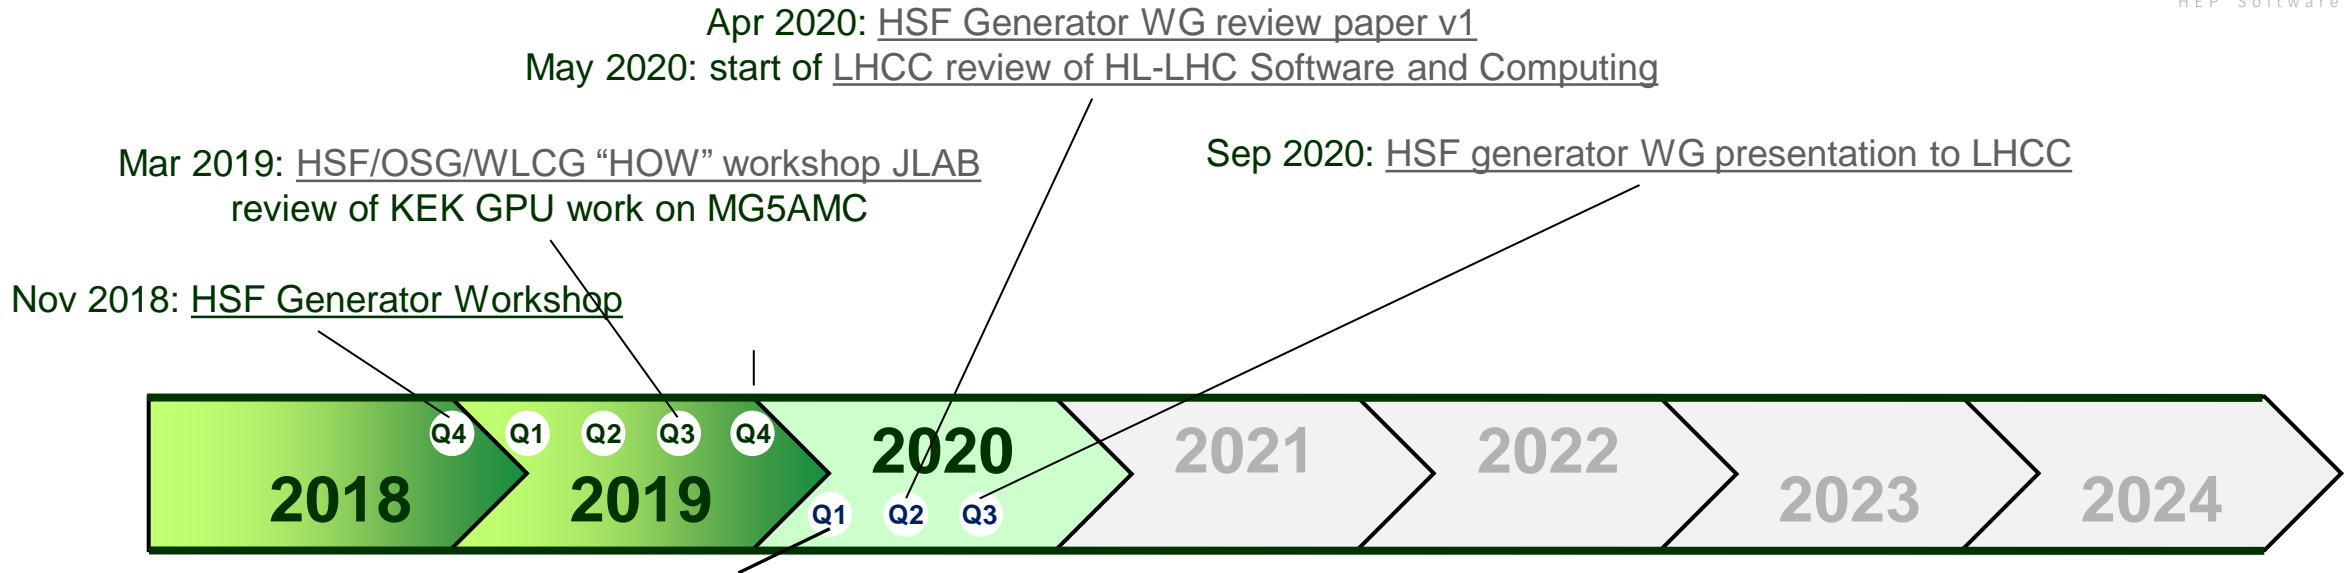 HEP Software
Apr 2020: HSF Generator WG review paper v1
May 2020: start of LHCC review of HL-LHC Software and Computing
Mar 2019: HSF/OSG/WLCG “HOW” workshop JLAB
review of KEK GPU work on MG5AMC
Sep 2020: HSF generator WG presentation to LHCC
Nov 2018: HSF Generator Workshop
Q4 Q1 Q2 Q3 Q4
2020 2021 2022
2018 2019 2023 2024
Q1 Q2 Q3